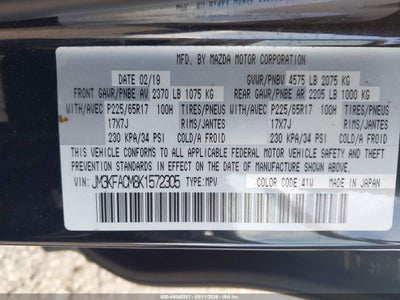 MFD. BY MAZDA MOTOR CORPORATION
DATE 02/19 GVWR/PNBV 4575 LB 2075 KG
FRONT GAWR/PNBE AV 2370 LB 1075 KG REAR GAWR/PNBE AR 2205 LB 1000 KG
WITH/AVEC P225/65R17 100H TIRES/PNEUS WITH/AVEC P225/65R17 100H TIRES/PNEUS
17X7J RIMS/JANTES 17X7J RIMS/JANTES
230 KPA/34 PSI COLD/A FROID 230 KPA/34 PSI COLD/A FROID
THIS VEHICLE CONFORMS TO ALL APPLICABLE FEDERAL MOTOR VEHICLE SAFETY, BUMPER, AND THEFT
PREVENTION STANDARDS IN EFFECT ON THE DATE OF MANUFACTURE SHOWN ABOVE.
VIN: JM3KFACM8K1572305 TYPE: MPV COLOR CODE: 41W MADE IN JAPAN